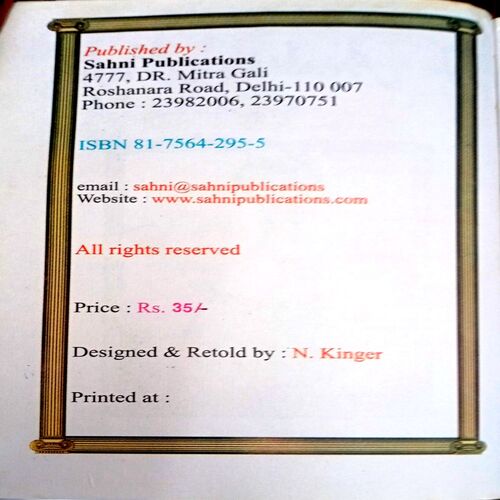 Published by :
Sahni Publications
4777, DR. Mitra Gali
Roshanara Road, Delhi-110 007
Phone : 23982006, 23970751
ISBN 81-7564-295-5
email : sahni@sahnipublications
Website : www.sahnipublications.com
All rights reserved
Price : Rs. 35/-
Designed & Retold by : N. Kinger
Printed at :